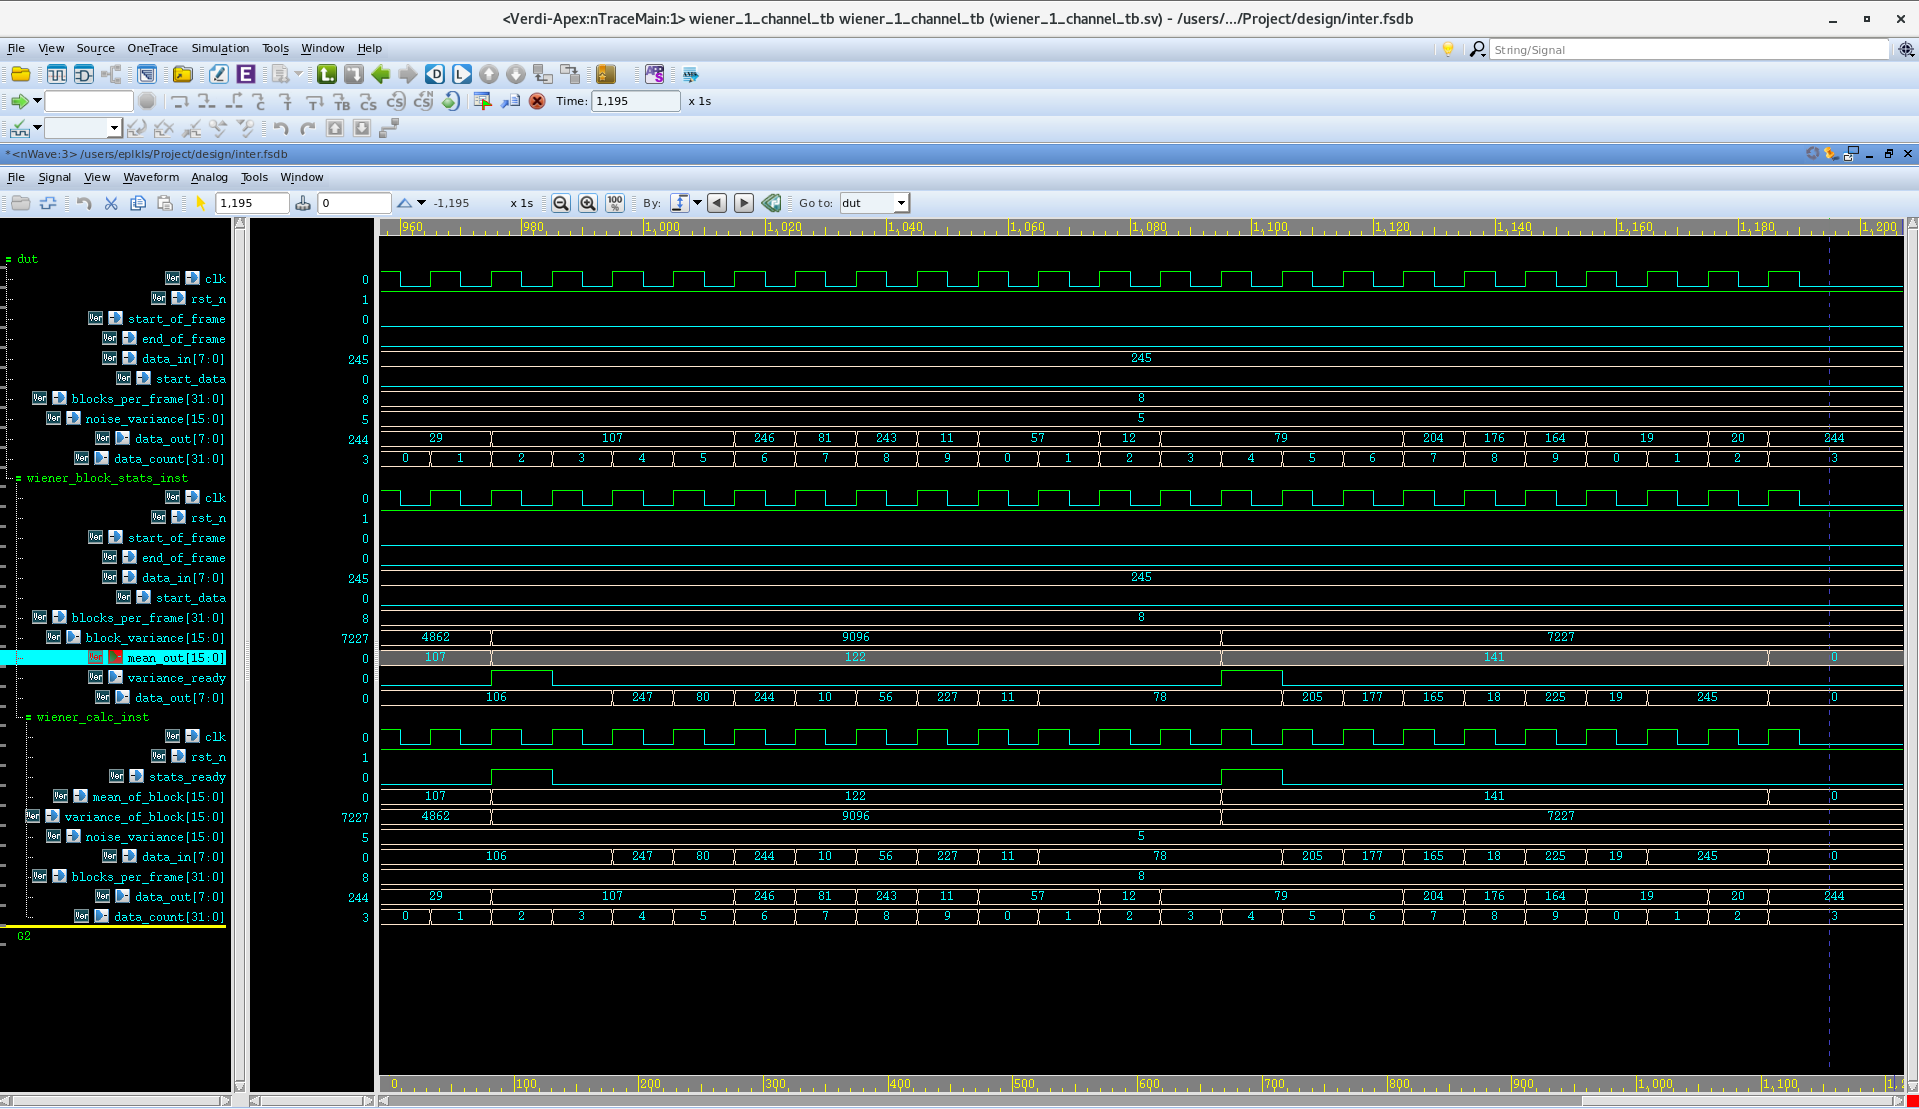 <Verdi-Apex:nTraceMain:1> wiener_1_channel_tb wiener_1_channel_tb (wiener_1_channel_tb.sv) - /users/.../Project/design/inter.fsdb
File View Source OneTrace Simulation Tools Window Help
String/Signal
Time: 1,195 x 1s
*<nWave:3> /users/eplkls/Project/design/inter.fsdb
File Signal View Waveform Analog Tools Window
1,195 0 -1,195 x 1s 100% By: Go to: dut
960 980 1,000 1,020 1,040 1,060 1,080 1,100 1,120 1,140 1,160 1,180 1,200
dut
clk 0
rst_n 1
start_of_frame 0
end_of_frame 0
data_in[7:0] 245 245
start_data 0
blocks_per_frame[31:0] 8 8
noise_variance[15:0] 5 5
data_out[7:0] 244 29 107 246 81 243 11 57 12 79 204 176 164 19 20 244
data_count[31:0] 3 0 1 2 3 4 5 6 7 8 9 0 1 2 3 4 5 6 7 8 9 0 1 2 3
wiener_block_stats_inst
clk 0
rst_n 1
start_of_frame 0
end_of_frame 0
data_in[7:0] 245 245
start_data 0
blocks_per_frame[31:0] 8 8
block_variance[15:0] 7227 4862 9096 7227
mean_out[15:0] 0 107 122 141 0
variance_ready 0
data_out[7:0] 0 106 247 80 244 10 56 227 11 78 205 177 165 18 225 19 245 0
wiener_calc_inst
clk 0
rst_n 1
stats_ready 0
mean_of_block[15:0] 0 107 122 141 0
variance_of_block[15:0] 7227 4862 9096 7227
noise_variance[15:0] 5 5
data_in[7:0] 0 106 247 80 244 10 56 227 11 78 205 177 165 18 225 19 245 0
blocks_per_frame[31:0] 8 8
data_out[7:0] 244 29 107 246 81 243 11 57 12 79 204 176 164 19 20 244
data_count[31:0] 3 0 1 2 3 4 5 6 7 8 9 0 1 2 3 4 5 6 7 8 9 0 1 2 3
G2
0 100 200 300 400 500 600 700 800 900 1,000 1,100